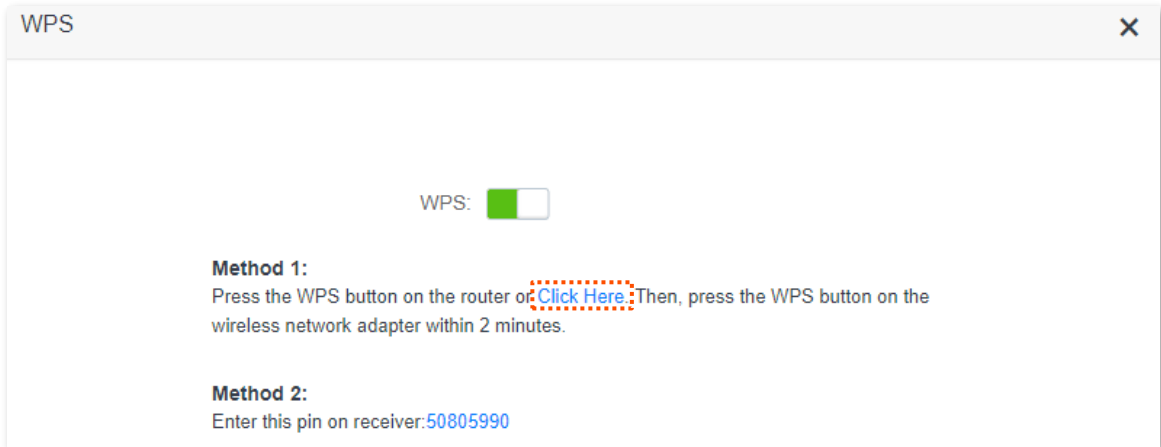 WPS
WPS:
Method 1:
Press the WPS button on the router or Click Here. Then, press the WPS button on the
wireless network adapter within 2 minutes.
Method 2:
Enter this pin on receiver:50805990